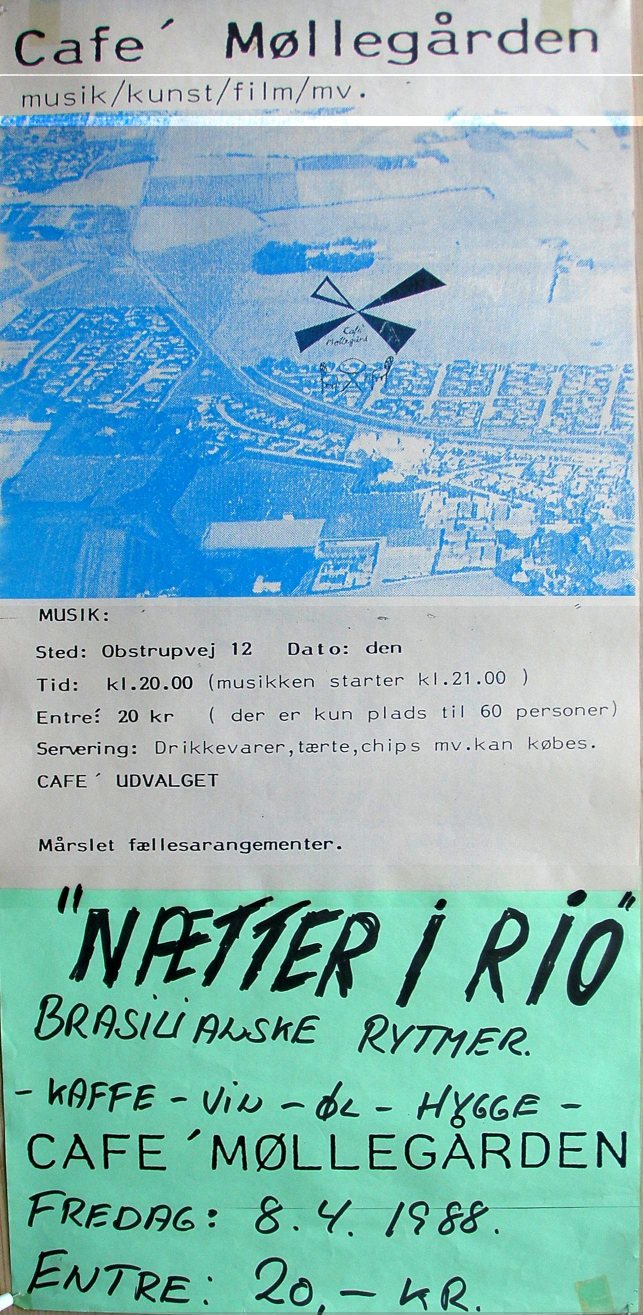 Cafe´ Møllegården
musik/kunst/film/mv.
Café
Møllegård
MUSIK:
Sted: Obstrupvej 12 Dato: den
Tid: kl.20.00 (musikken starter kl.21.00 )
Entre´: 20 kr ( der er kun plads til 60 personer)
Servering: Drikkevarer,tærte,chips mv.kan købes.
CAFE´ UDVALGET
Mårslet fællesarangementer.
"NÆTTER I RIO"
BRASILIANSKE RYTMER.
- KAFFE - VIN - ØL - HYGGE -
CAFE´MØLLEGÅRDEN
FREDAG: 8.4.1988.
ENTRE: 20,- KR.